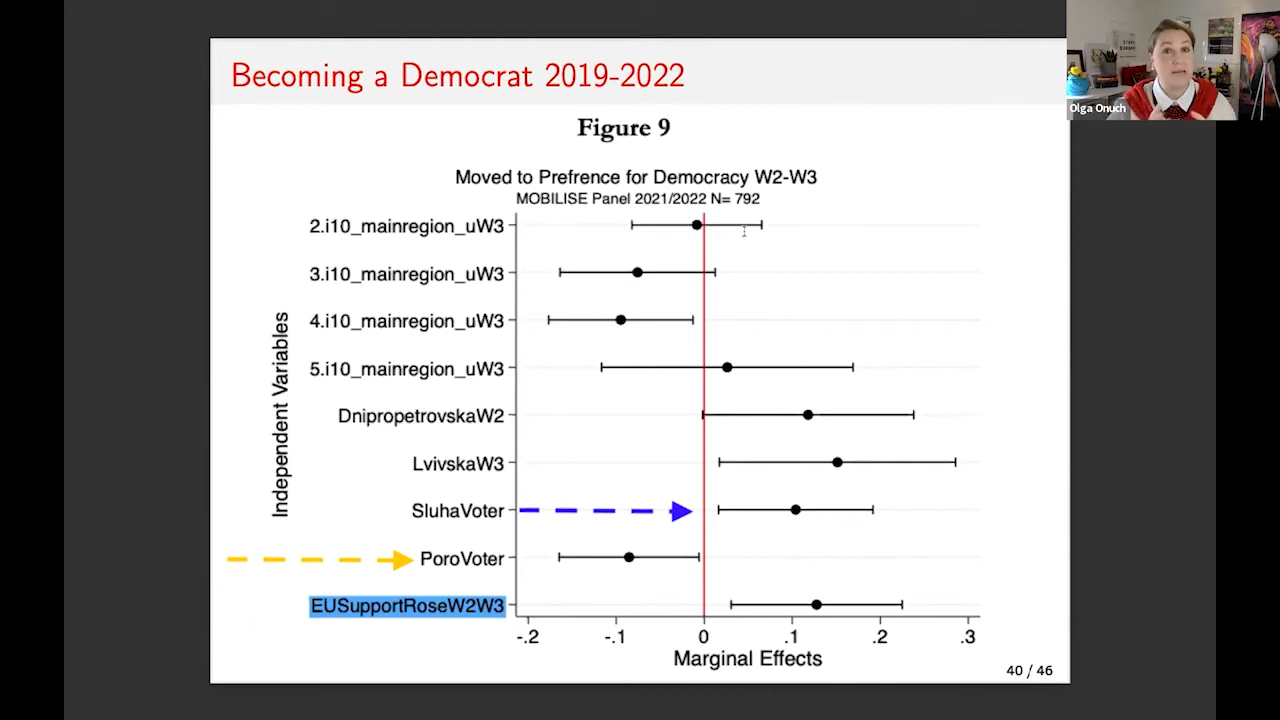 Becoming a Democrat 2019-2022
Olga Onuch
Figure 9
Moved to Prefrence for Democracy W2-W3
MOBILISE Panel 2021/2022 N= 792
Independent Variables
2.i10_mainregion_uW3
3.i10_mainregion_uW3
4.i10_mainregion_uW3
5.i10_mainregion_uW3
DnipropetrovskaW2
LvivskaW3
SluhaVoter
PoroVoter
EUSupportRoseW2W3
-.2 -.1 0 .1 .2 .3
Marginal Effects
40 / 46